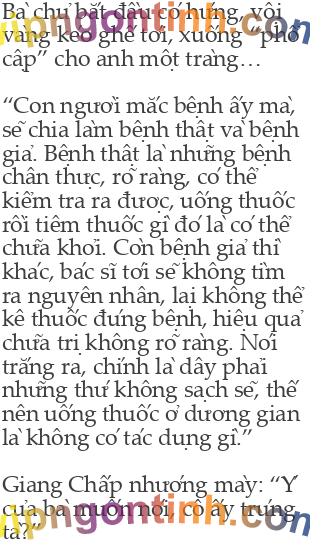 Bà chủ bắt đầu có hứng, vội
vàng kéo ghế tới, xuống “phổ
cập” cho anh một tràng…
“Con người mắc bệnh ấy mà,
sẽ chia làm bệnh thật và bệnh
giả. Bệnh thật là những bệnh
chân thực, rõ ràng, có thể
kiểm tra ra được, uống thuốc
rồi tiêm thuốc gì đó là có thể
chữa khỏi. Còn bệnh giả thì
khác, bác sĩ tới sẽ không tìm
ra nguyên nhân, lại không thể
kê thuốc đúng bệnh, hiệu quả
chữa trị không rõ ràng. Nói
trắng ra, chính là dây phải
những thứ không sạch sẽ, thế
nên uống thuốc ở dương gian
là không có tác dụng gì.”
Giang Chấp nhướng mày: “Ý
của bà muốn nói, cô ấy trúng
tà?”
vipngontinh.com
vipngontinh.com